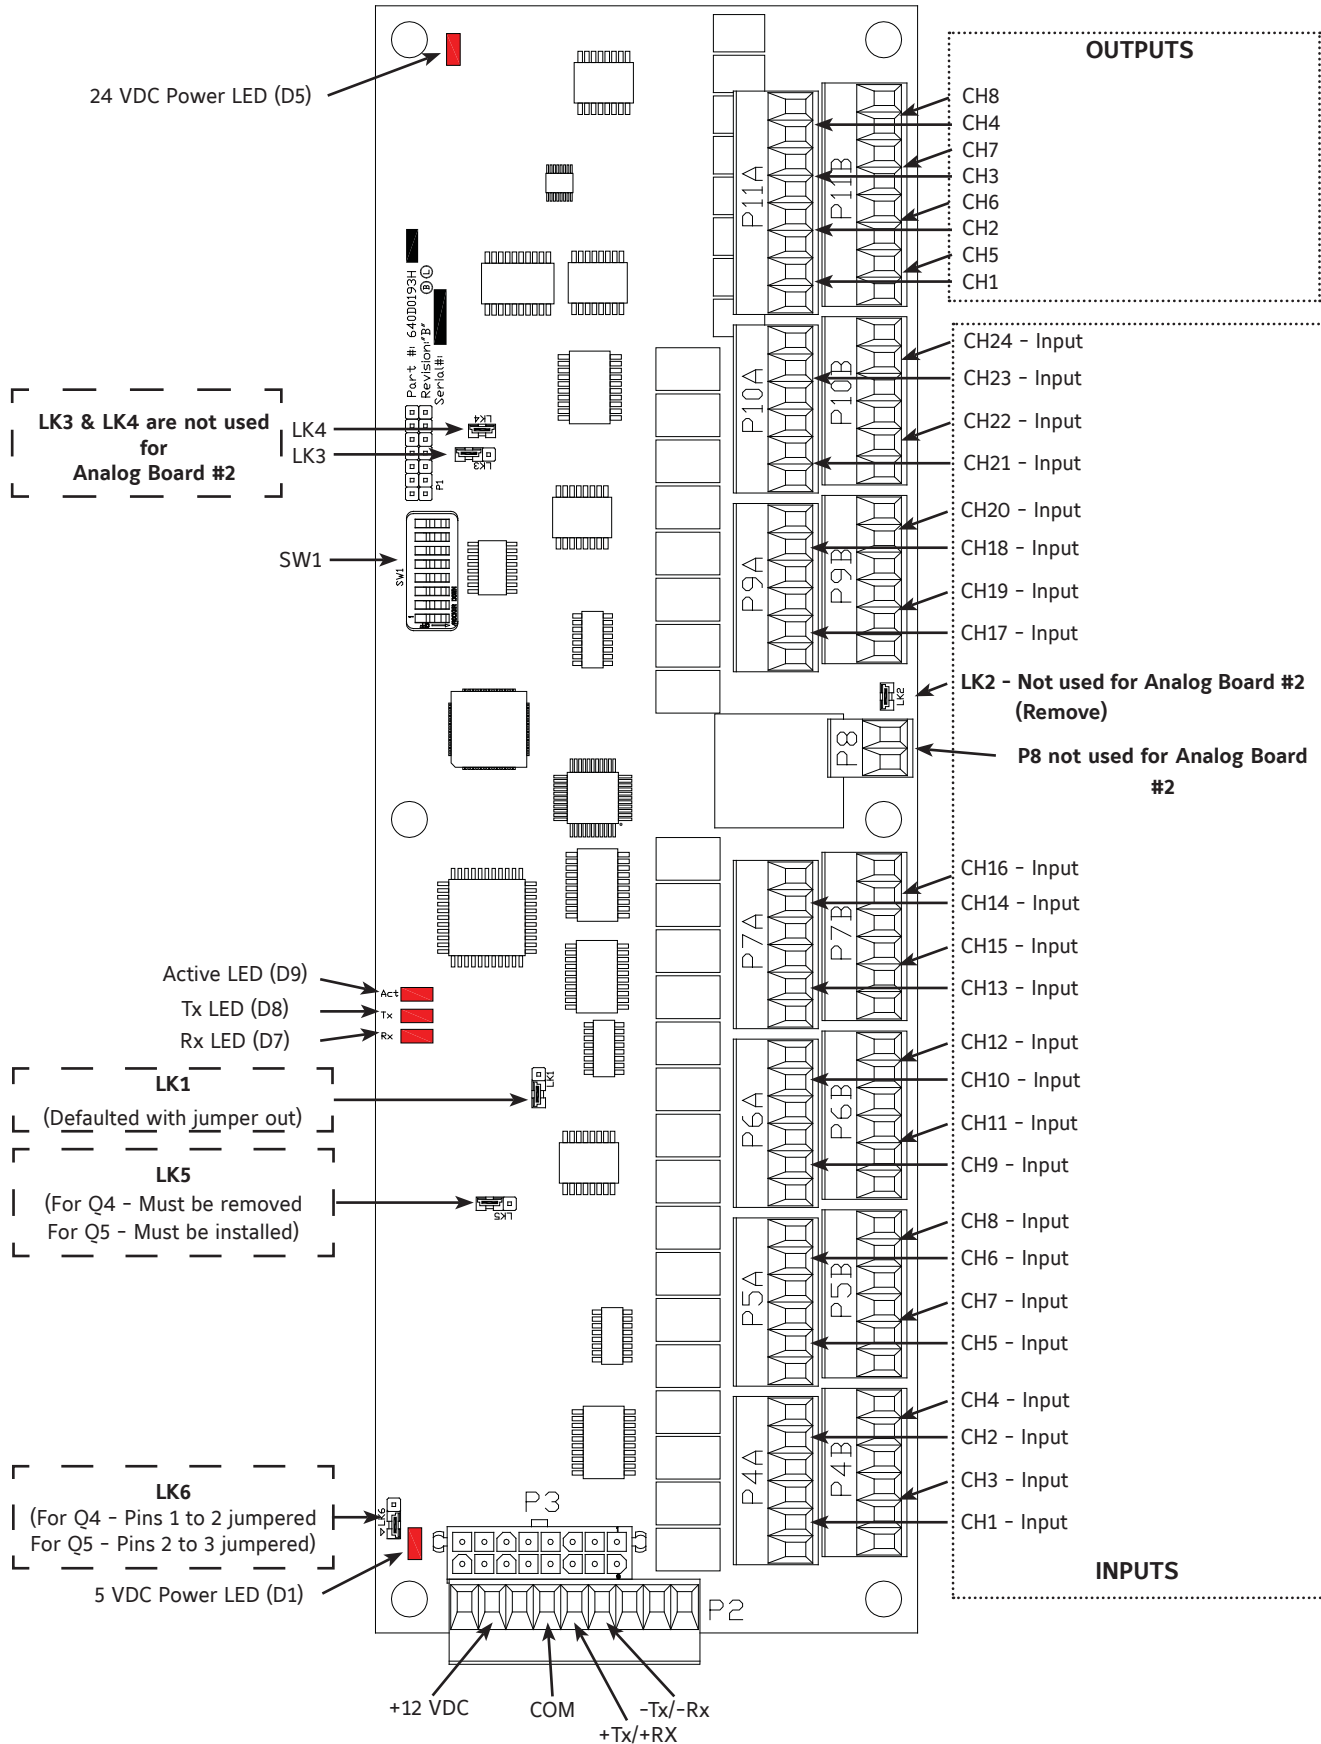 24 VDC Power LED (D5)
OUTPUTS
CH8
CH4
CH7
CH3
CH6
CH2
CH5
CH1
P11A
P11B
Part #: 640D0193H
Revision:"B"
Serial#:
B L
CH24 - Input
CH23 - Input
CH22 - Input
CH21 - Input
P10A
P10B
LK3 & LK4 are not used
for
Analog Board #2
LK4
LK3
LK4
LK3
P1
SW1
SW1
CH20 - Input
CH18 - Input
CH19 - Input
CH17 - Input
P9A
P9B
LK2 - Not used for Analog Board #2
(Remove)
LK2
P8
P8 not used for Analog Board
#2
CH16 - Input
CH14 - Input
CH15 - Input
CH13 - Input
P7A
P7B
Active LED (D9)
Tx LED (D8)
Rx LED (D7)
Act
Tx
Rx
CH12 - Input
CH10 - Input
CH11 - Input
CH9 - Input
P6A
P6B
LK1
(Defaulted with jumper out)
LK1
LK5
(For Q4 - Must be removed
For Q5 - Must be installed)
LK5
CH8 - Input
CH6 - Input
CH7 - Input
CH5 - Input
P5A
P5B
CH4 - Input
CH2 - Input
CH3 - Input
CH1 - Input
P4A
P4B
INPUTS
LK6
(For Q4 - Pins 1 to 2 jumpered
For Q5 - Pins 2 to 3 jumpered)
LK6
5 VDC Power LED (D1)
P3
P2
+12 VDC
COM
-Tx/-Rx
+Tx/+RX